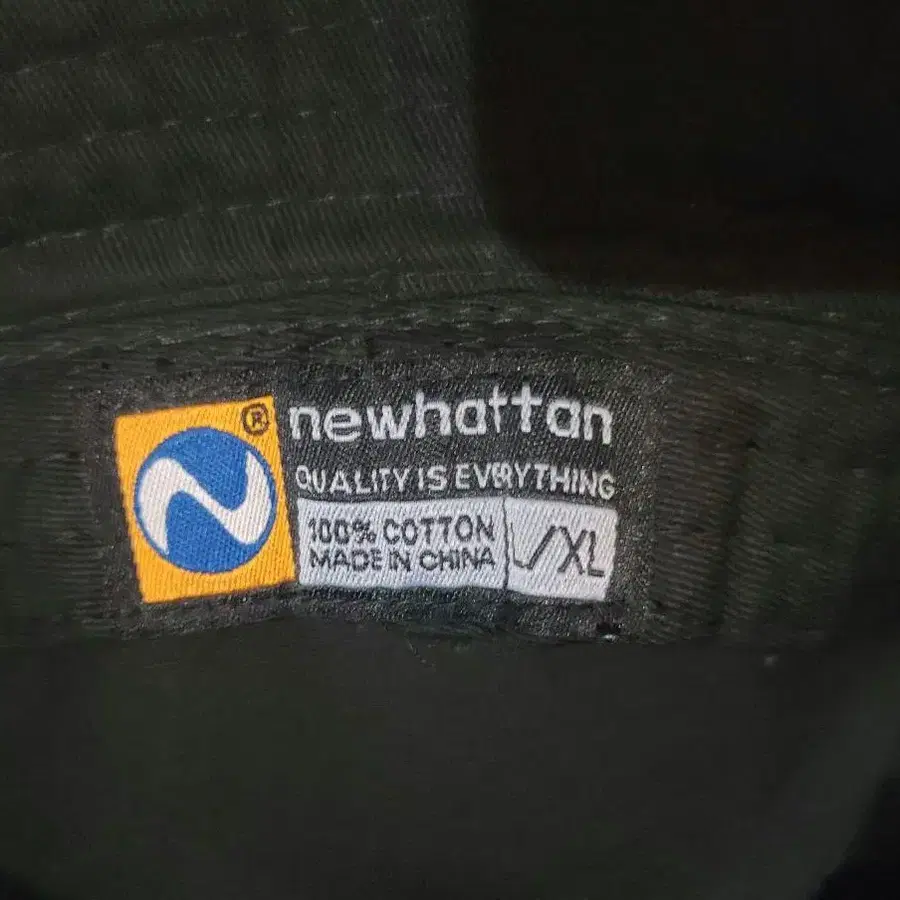 ®
newhattan
QUALITY IS EVERYTHING
100% COTTON
MADE IN CHINA
L/XL